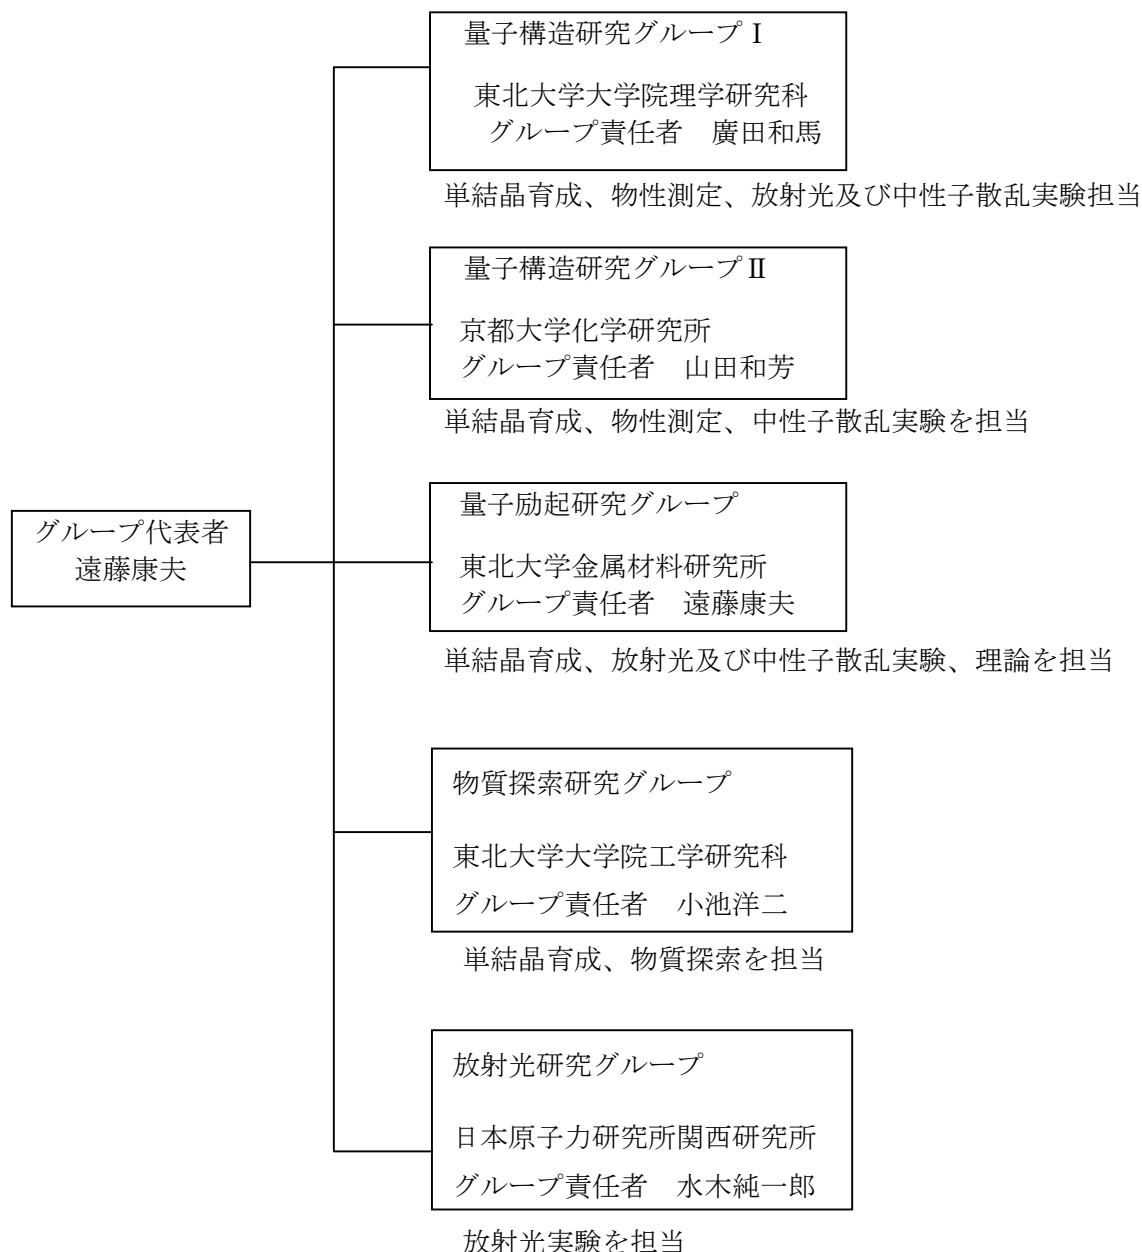 量子構造研究グループⅠ
東北大学大学院理学研究科
グループ責任者　廣田和馬
単結晶育成、物性測定、放射光及び中性子散乱実験担当
量子構造研究グループⅡ
京都大学化学研究所
グループ責任者　山田和芳
単結晶育成、物性測定、中性子散乱実験を担当
グループ代表者
遠藤康夫
量子励起研究グループ
東北大学金属材料研究所
グループ責任者　遠藤康夫
単結晶育成、放射光及び中性子散乱実験、理論を担当
物質探索研究グループ
東北大学大学院工学研究科
グループ責任者　小池洋二
単結晶育成、物質探索を担当
放射光研究グループ
日本原子力研究所関西研究所
グループ責任者　水木純一郎
放射光実験を担当